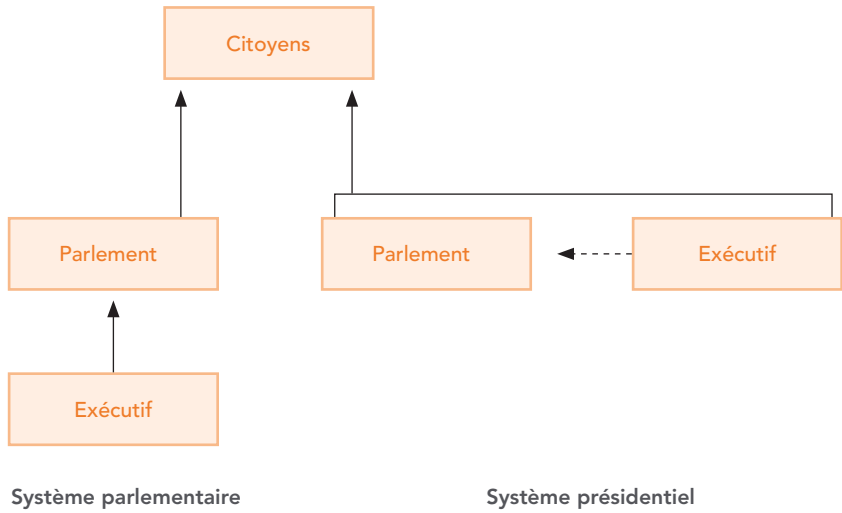 Citoyens
Parlement
Parlement
Exécutif
Exécutif
Système parlementaire
Système présidentiel